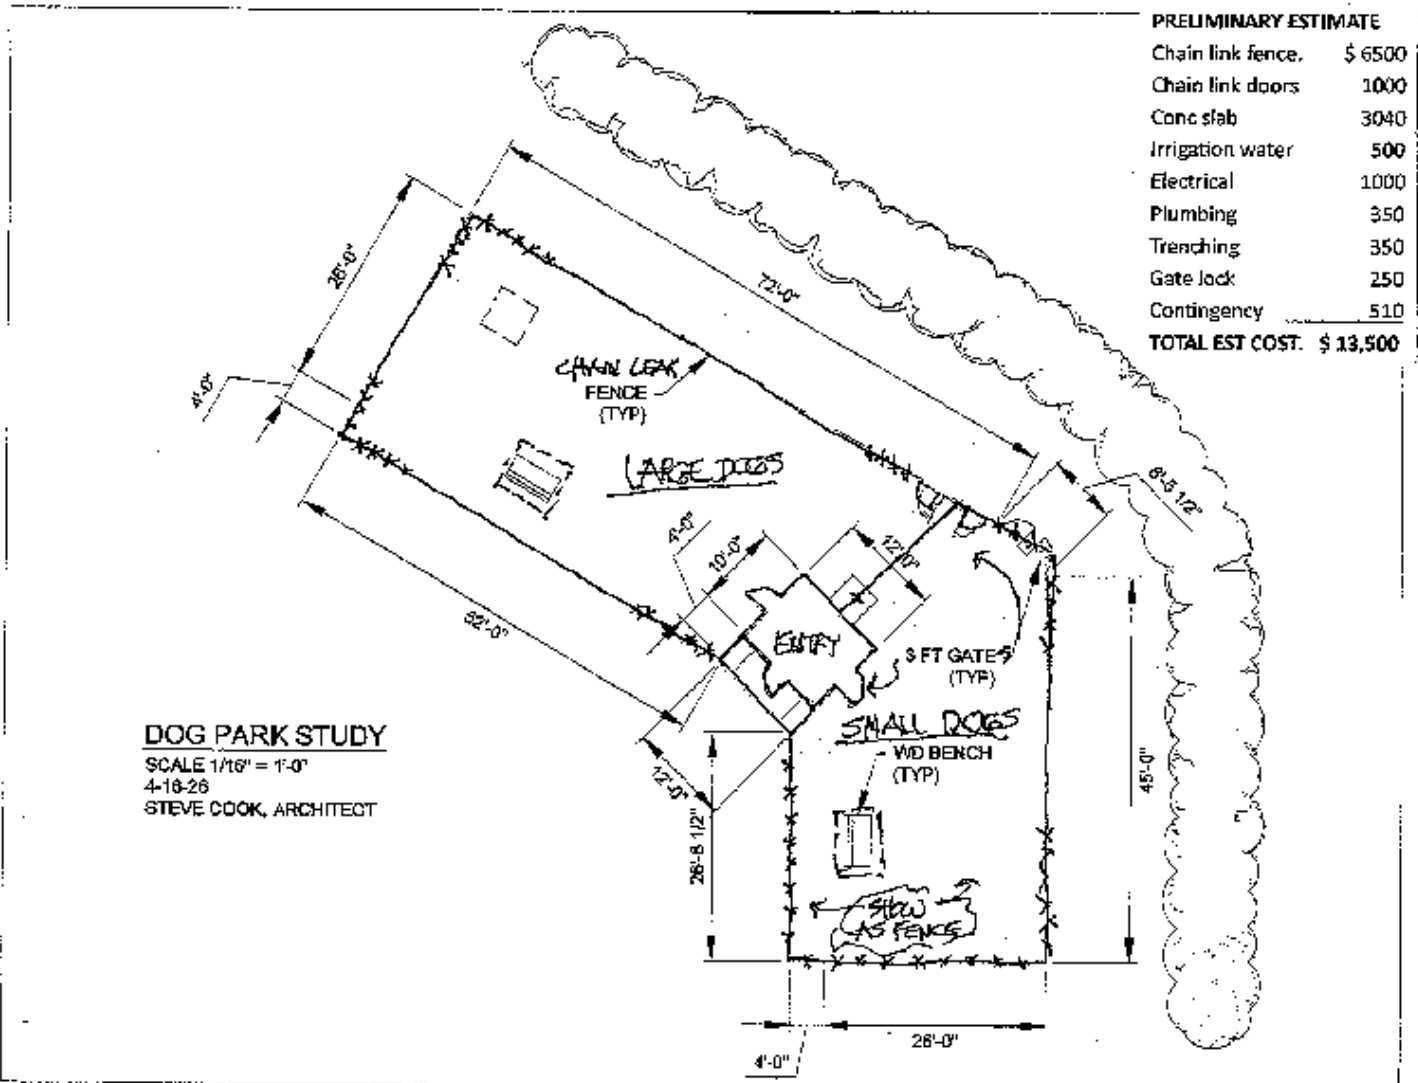 PRELIMINARY ESTIMATE
Chain link fence. $ 6500
Chain link doors 1000
Conc slab 3040
Irrigation water 500
Electrical 1000
Plumbing 350
Trenching 350
Gate lock 250
Contingency 510
TOTAL EST COST. $ 13,500
72'-0"
26'-0"
4'-0"
CHAIN LEAK
FENCE
(TYP)
LARGE DOGS
6'-5 1/2"
4'-0"
10'-0"
12'-0"
52'-0"
ENTRY
3 FT GATES
(TYP)
SMALL DOGS
WD BENCH
(TYP)
DOG PARK STUDY
SCALE 1/16" = 1'-0"
4-16-26
STEVE COOK, ARCHITECT
12'-0"
45'-0"
26'-8 1/2"
SHOW
AS FENCE
26'-0"
4'-0"